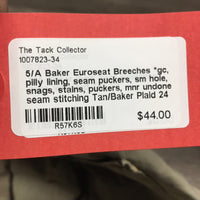 The Tack Collector
1007823-34
5/A Baker Euroseat Breeches *gc,
pilly lining, seam puckers, sm hole,
snags, stains, puckers, mnr undone
seam stitching Tan/Baker Plaid 24
$44.00
R57K6S